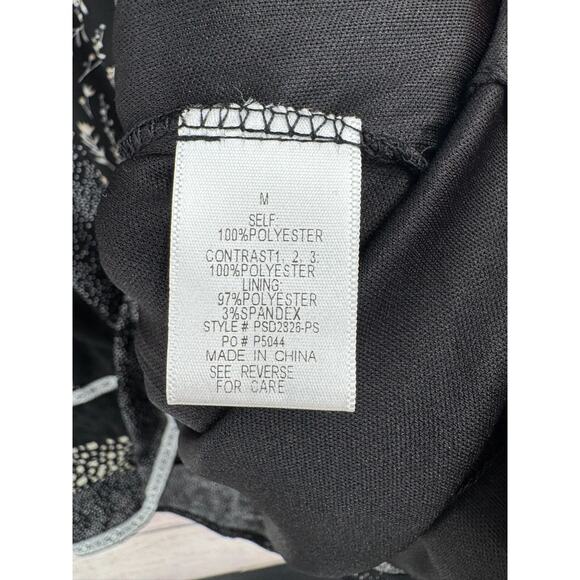 M
SELF:
100%POLYESTER
CONTRAST1, 2, 3:
100%POLYESTER
LINING:
97%POLYESTER
3%SPANDEX
STYLE # PSD2826-PS
PO # P5044
MADE IN CHINA
SEE REVERSE
FOR CARE